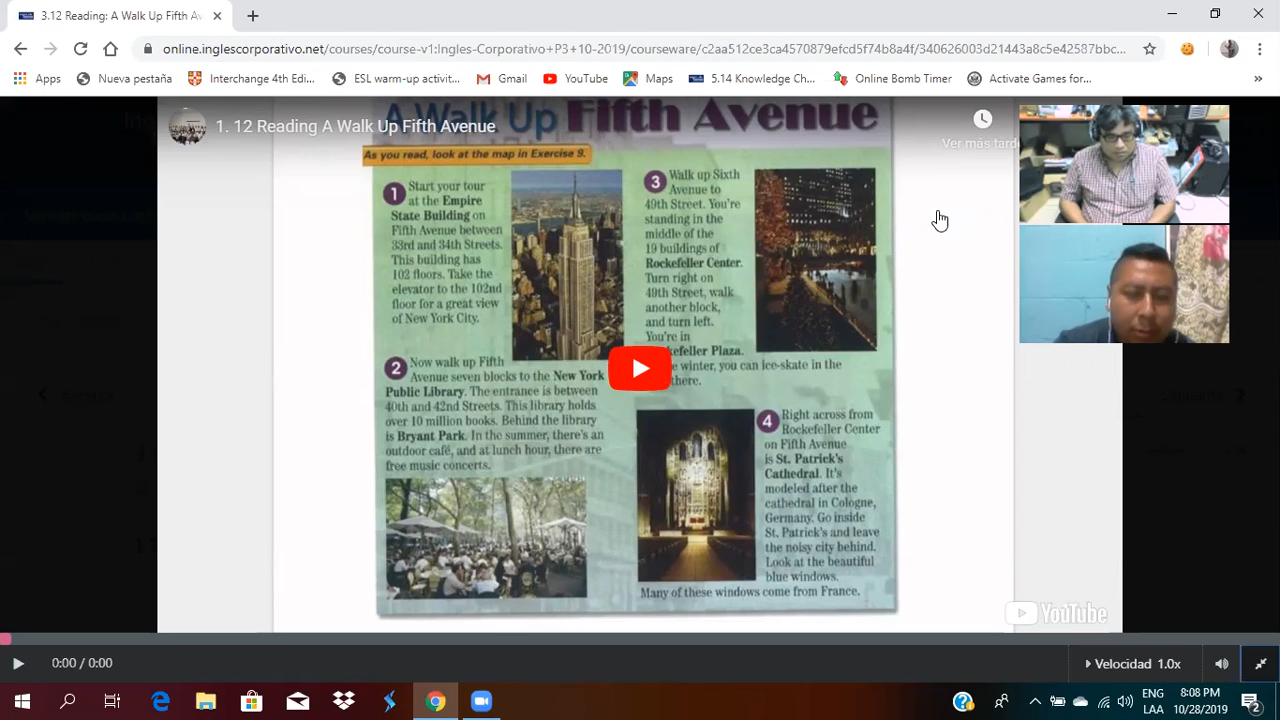 3.12 Reading: A Walk Up Fifth Av
online.inglescorporativo.net/courses/course-v1:Ingles-Corporativo+P3+10-2019/courseware/c2aa512ce3ca4570879efcd5f74b8a4f/340626003d21443a8c5e42587bbc...
Apps
Nueva pestaña
Interchange 4th Edi...
ESL warm-up activit...
Gmail
YouTube
Maps
5.14 Knowledge Ch...
Online Bomb Timer
Activate Games for...
»
A Walk Up Fifth Avenue
1. 12 Reading A Walk Up Fifth Avenue
Ver más tard
As you read, look at the map in Exercise 9.
1 Start your tour
at the Empire
State Building on
Fifth Avenue between
33rd and 34th Streets.
This building has
102 floors. Take the
elevator to the 102nd
floor for a great view
of New York City.
2 Now walk up Fifth
Avenue seven blocks to the New York
Public Library. The entrance is between
40th and 42nd Streets. This library holds
over 10 million books. Behind the library
is Bryant Park. In the summer, there's an
outdoor café, and at lunch hour, there are
free music concerts.
3 Walk up Sixth
Avenue to
49th Street. You're
standing in the
middle of the
19 buildings of
Rockefeller Center.
Turn right on
49th Street, walk
another block,
and turn left.
You're in
kefeller Plaza.
e winter, you can ice-skate in the
there.
4 Right across from
Rockefeller Center
on Fifth Avenue
is St. Patrick's
Cathedral. It's
modeled after the
cathedral in Cologne,
Germany. Go inside
St. Patrick's and leave
the noisy city behind.
Look at the beautiful
blue windows.
Many of these windows come from France.
YouTube
0:00 / 0:00
Velocidad 1.0x
ENG
LAA
8:08 PM
10/28/2019
2